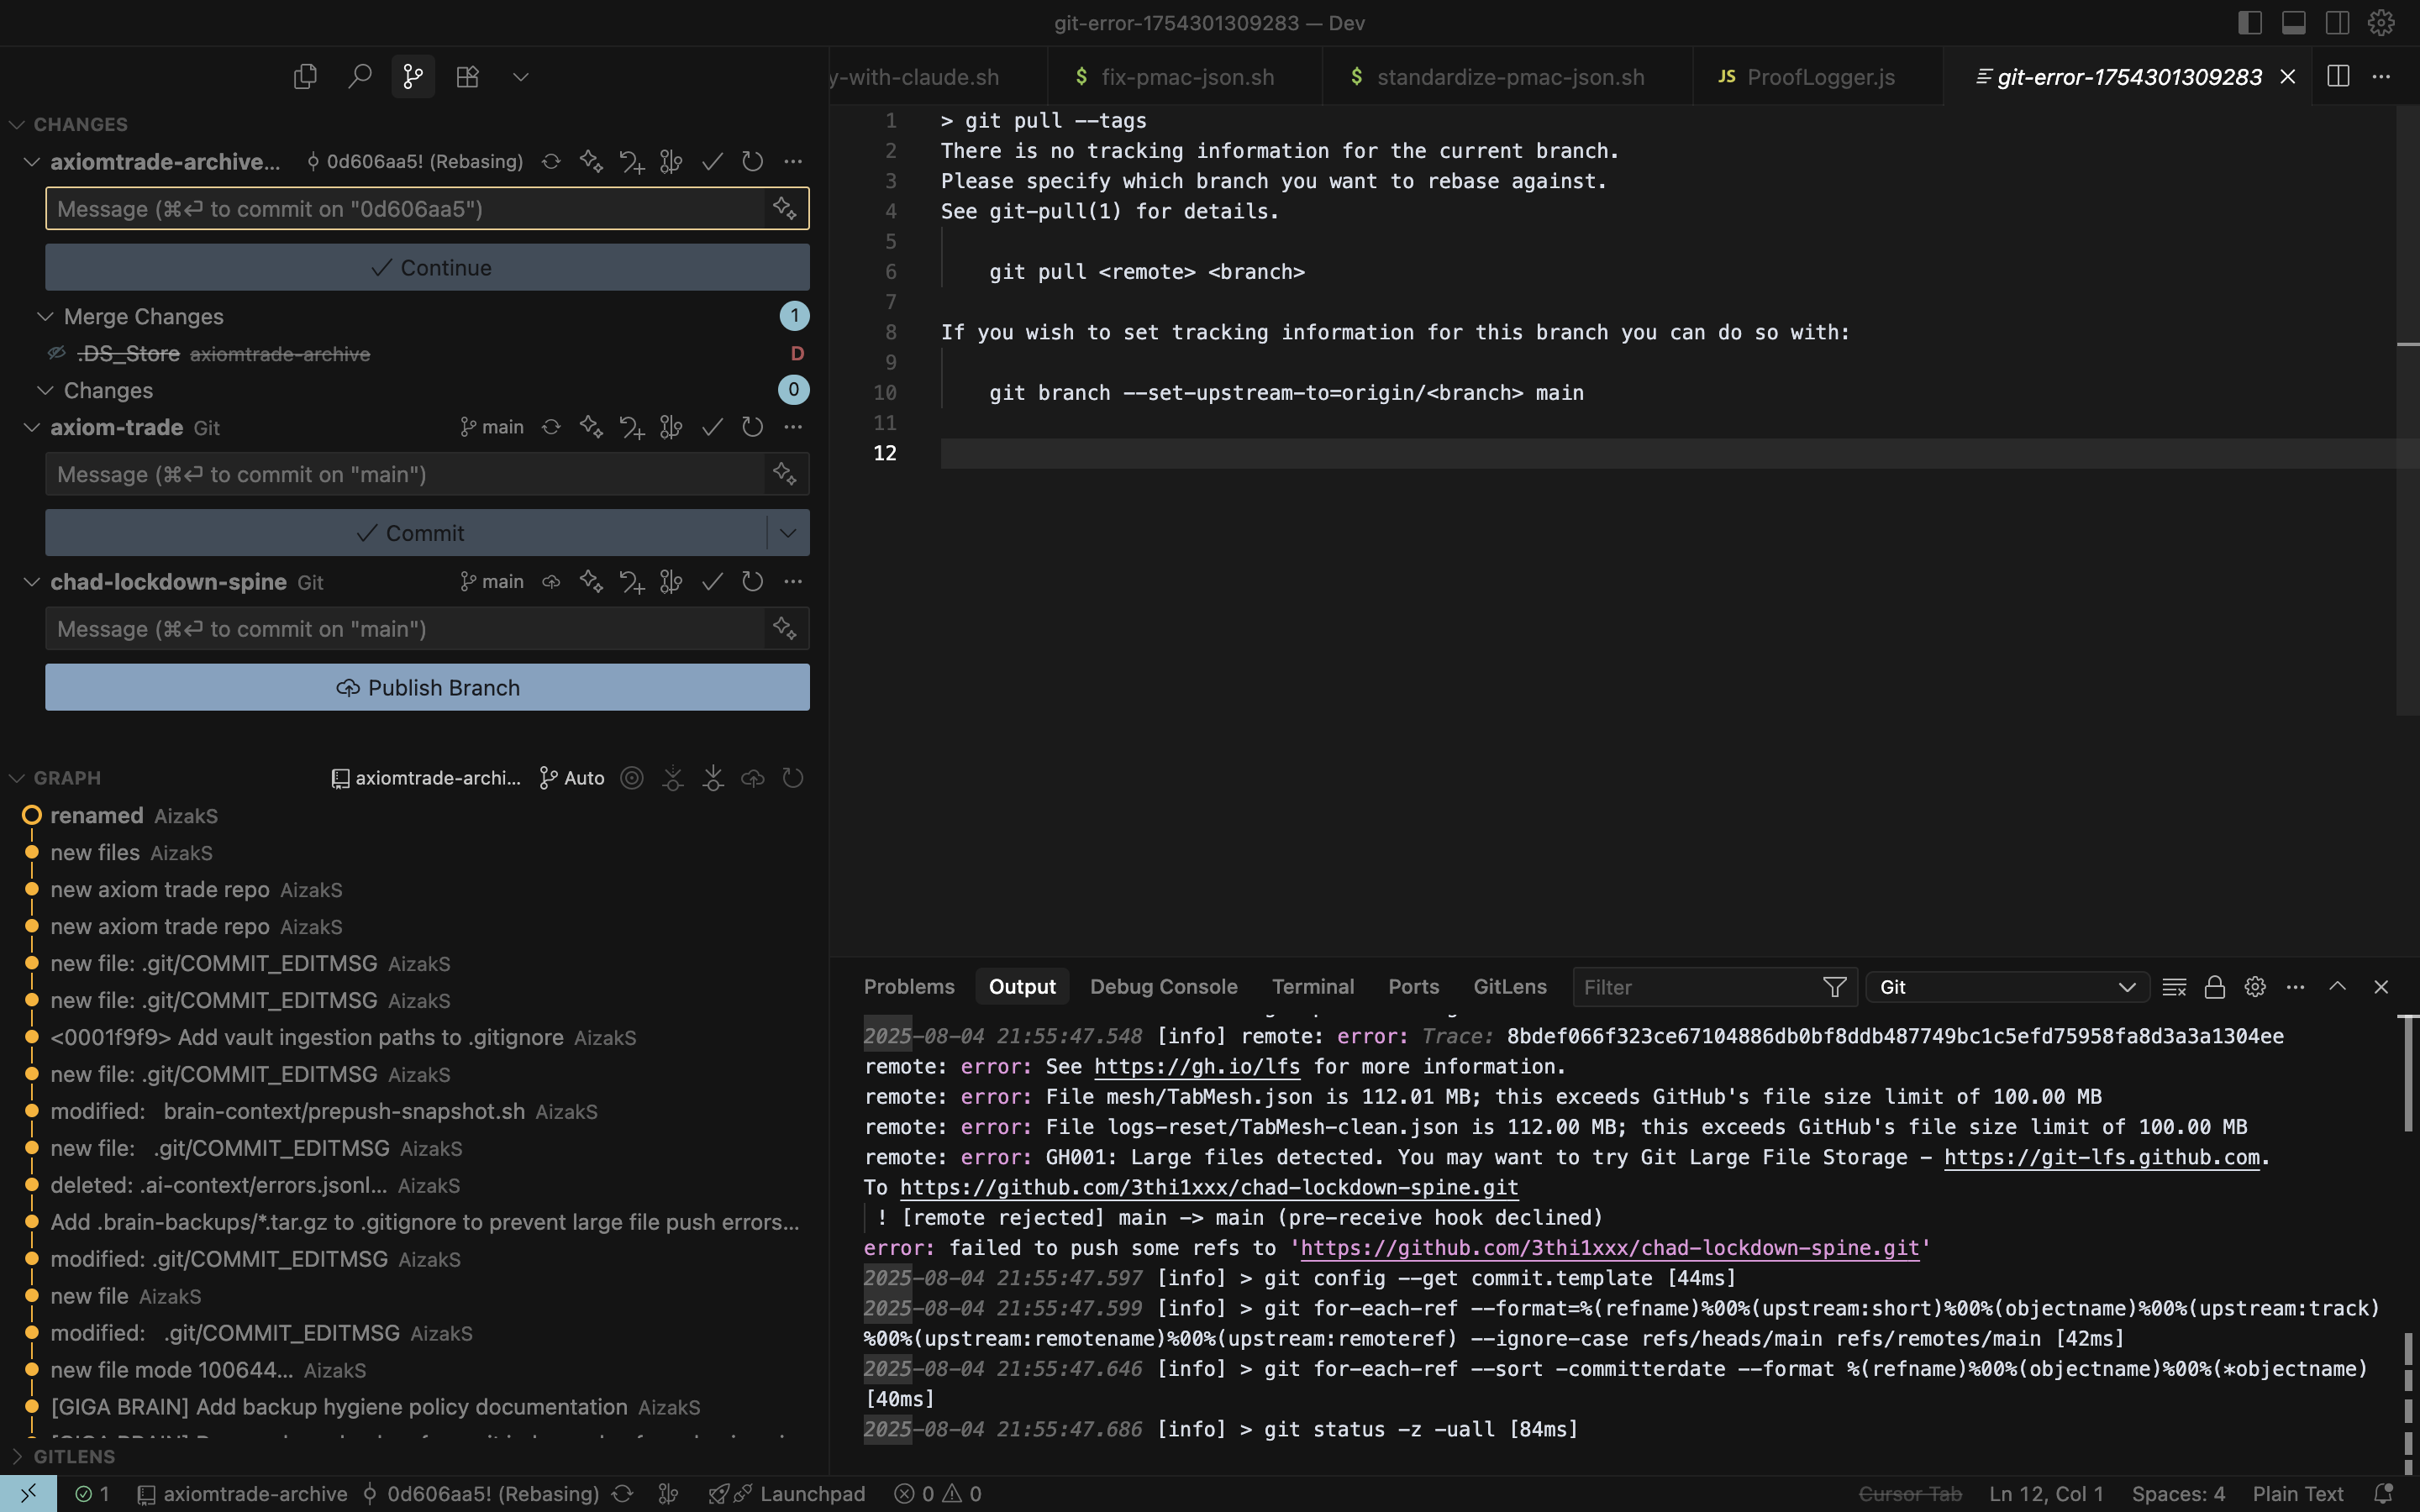 git-error-1754301309283 — Dev
CHANGES
axiomtrade-archive... 0d606aa5! (Rebasing)
Message (⌘⏎ to commit on "0d606aa5")
Continue
Merge Changes 1
.DS_Store axiomtrade-archive D
Changes 0
axiom-trade Git main
Message (⌘⏎ to commit on "main")
Commit
chad-lockdown-spine Git main
Message (⌘⏎ to commit on "main")
Publish Branch
GRAPH axiomtrade-archi... Auto
renamed AizakS
new files AizakS
new axiom trade repo AizakS
new axiom trade repo AizakS
new file: .git/COMMIT_EDITMSG AizakS
new file: .git/COMMIT_EDITMSG AizakS
<0001f9f9> Add vault ingestion paths to .gitignore AizakS
new file: .git/COMMIT_EDITMSG AizakS
modified: brain-context/prepush-snapshot.sh AizakS
new file: .git/COMMIT_EDITMSG AizakS
deleted: .ai-context/errors.jsonl... AizakS
Add .brain-backups/*.tar.gz to .gitignore to prevent large file push errors...
modified: .git/COMMIT_EDITMSG AizakS
new file AizakS
modified: .git/COMMIT_EDITMSG AizakS
new file mode 100644... AizakS
[GIGA BRAIN] Add backup hygiene policy documentation AizakS
GITLENS
y-with-claude.sh $ fix-pmac-json.sh $ standardize-pmac-json.sh JS ProofLogger.js git-error-1754301309283
1 > git pull --tags
2 There is no tracking information for the current branch.
3 Please specify which branch you want to rebase against.
4 See git-pull(1) for details.
5
6 git pull <remote> <branch>
7
8 If you wish to set tracking information for this branch you can do so with:
9
10 git branch --set-upstream-to=origin/<branch> main
11
12
Problems Output Debug Console Terminal Ports GitLens Filter Git
2025-08-04 21:55:47.548 [info] remote: error: Trace: 8bdef066f323ce67104886db0bf8ddb487749bc1c5efd75958fa8d3a3a1304ee
remote: error: See https://gh.io/lfs for more information.
remote: error: File mesh/TabMesh.json is 112.01 MB; this exceeds GitHub's file size limit of 100.00 MB
remote: error: File logs-reset/TabMesh-clean.json is 112.00 MB; this exceeds GitHub's file size limit of 100.00 MB
remote: error: GH001: Large files detected. You may want to try Git Large File Storage - https://git-lfs.github.com.
To https://github.com/3thi1xxx/chad-lockdown-spine.git
! [remote rejected] main -> main (pre-receive hook declined)
error: failed to push some refs to 'https://github.com/3thi1xxx/chad-lockdown-spine.git'
2025-08-04 21:55:47.597 [info] > git config --get commit.template [44ms]
2025-08-04 21:55:47.599 [info] > git for-each-ref --format=%(refname)%00%(upstream:short)%00%(objectname)%00%(upstream:track)
%00%(upstream:remotename)%00%(upstream:remoteref) --ignore-case refs/heads/main refs/remotes/main [42ms]
2025-08-04 21:55:47.646 [info] > git for-each-ref --sort -committerdate --format %(refname)%00%(objectname)%00%(*objectname)
[40ms]
2025-08-04 21:55:47.686 [info] > git status -z -uall [84ms]
1 axiomtrade-archive 0d606aa5! (Rebasing) Launchpad 0 0 Cursor Tab Ln 12, Col 1 Spaces: 4 Plain Text